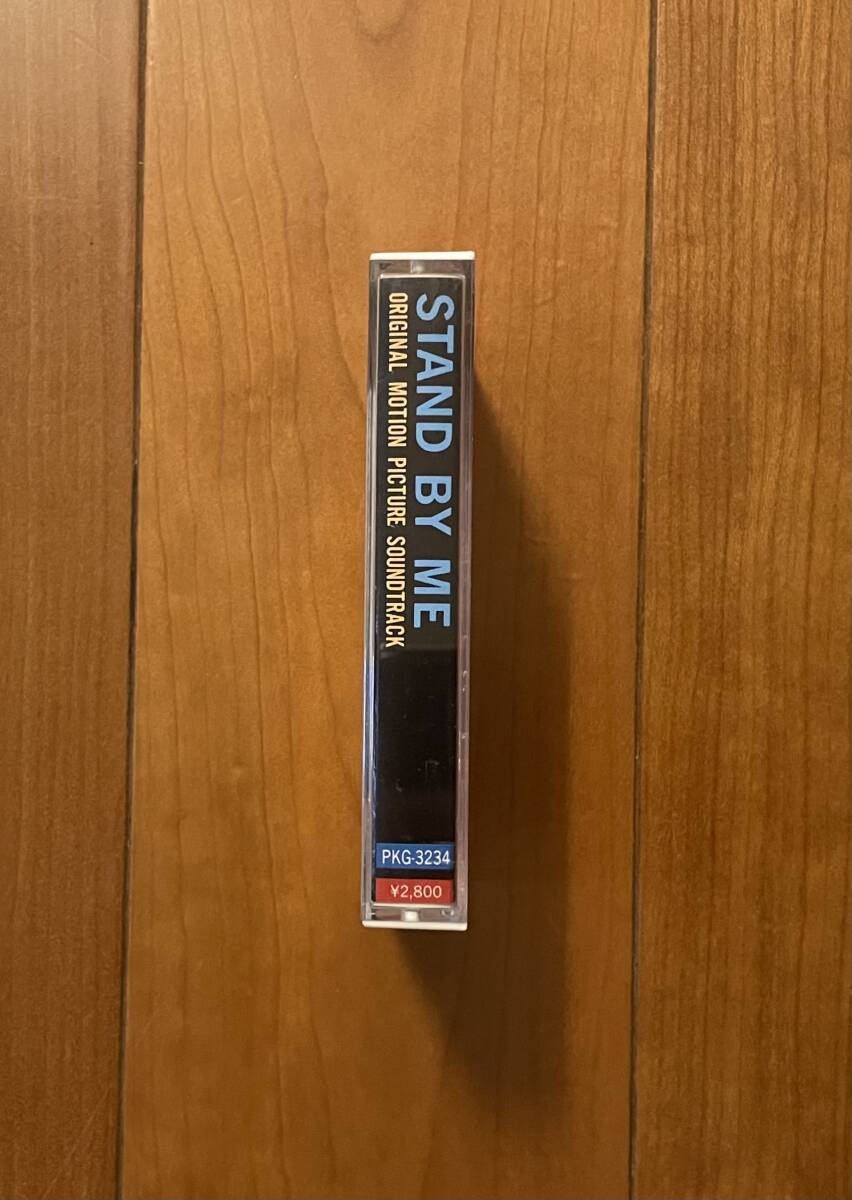 STAND BY ME
ORIGINAL MOTION PICTURE SOUNDTRACK
PKG-3234
¥2,800